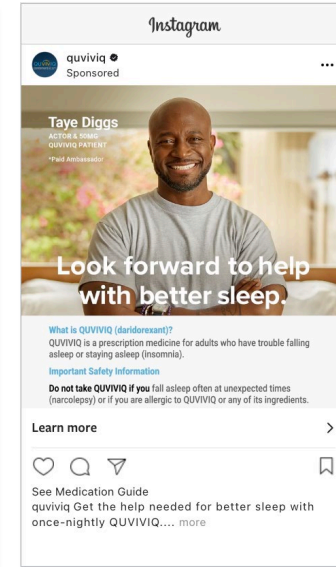 Instagram
quviviq
Sponsored
QUVIVIQ
Taye Diggs
ACTOR & 50MG
QUVIVIQ PATIENT
*Paid Ambassador
Look forward to help
with better sleep.
What is QUVIVIQ (daridorexant)?
QUVIVIQ is a prescription medicine for adults who have trouble falling
asleep or staying asleep (insomnia).
Important Safety Information
Do not take QUVIVIQ if you fall asleep often at unexpected times
(narcolepsy) or if you are allergic to QUVIVIQ or any of its ingredients.
Learn more
See Medication Guide
quviviq Get the help needed for better sleep with
once-nightly QUVIVIQ.... more